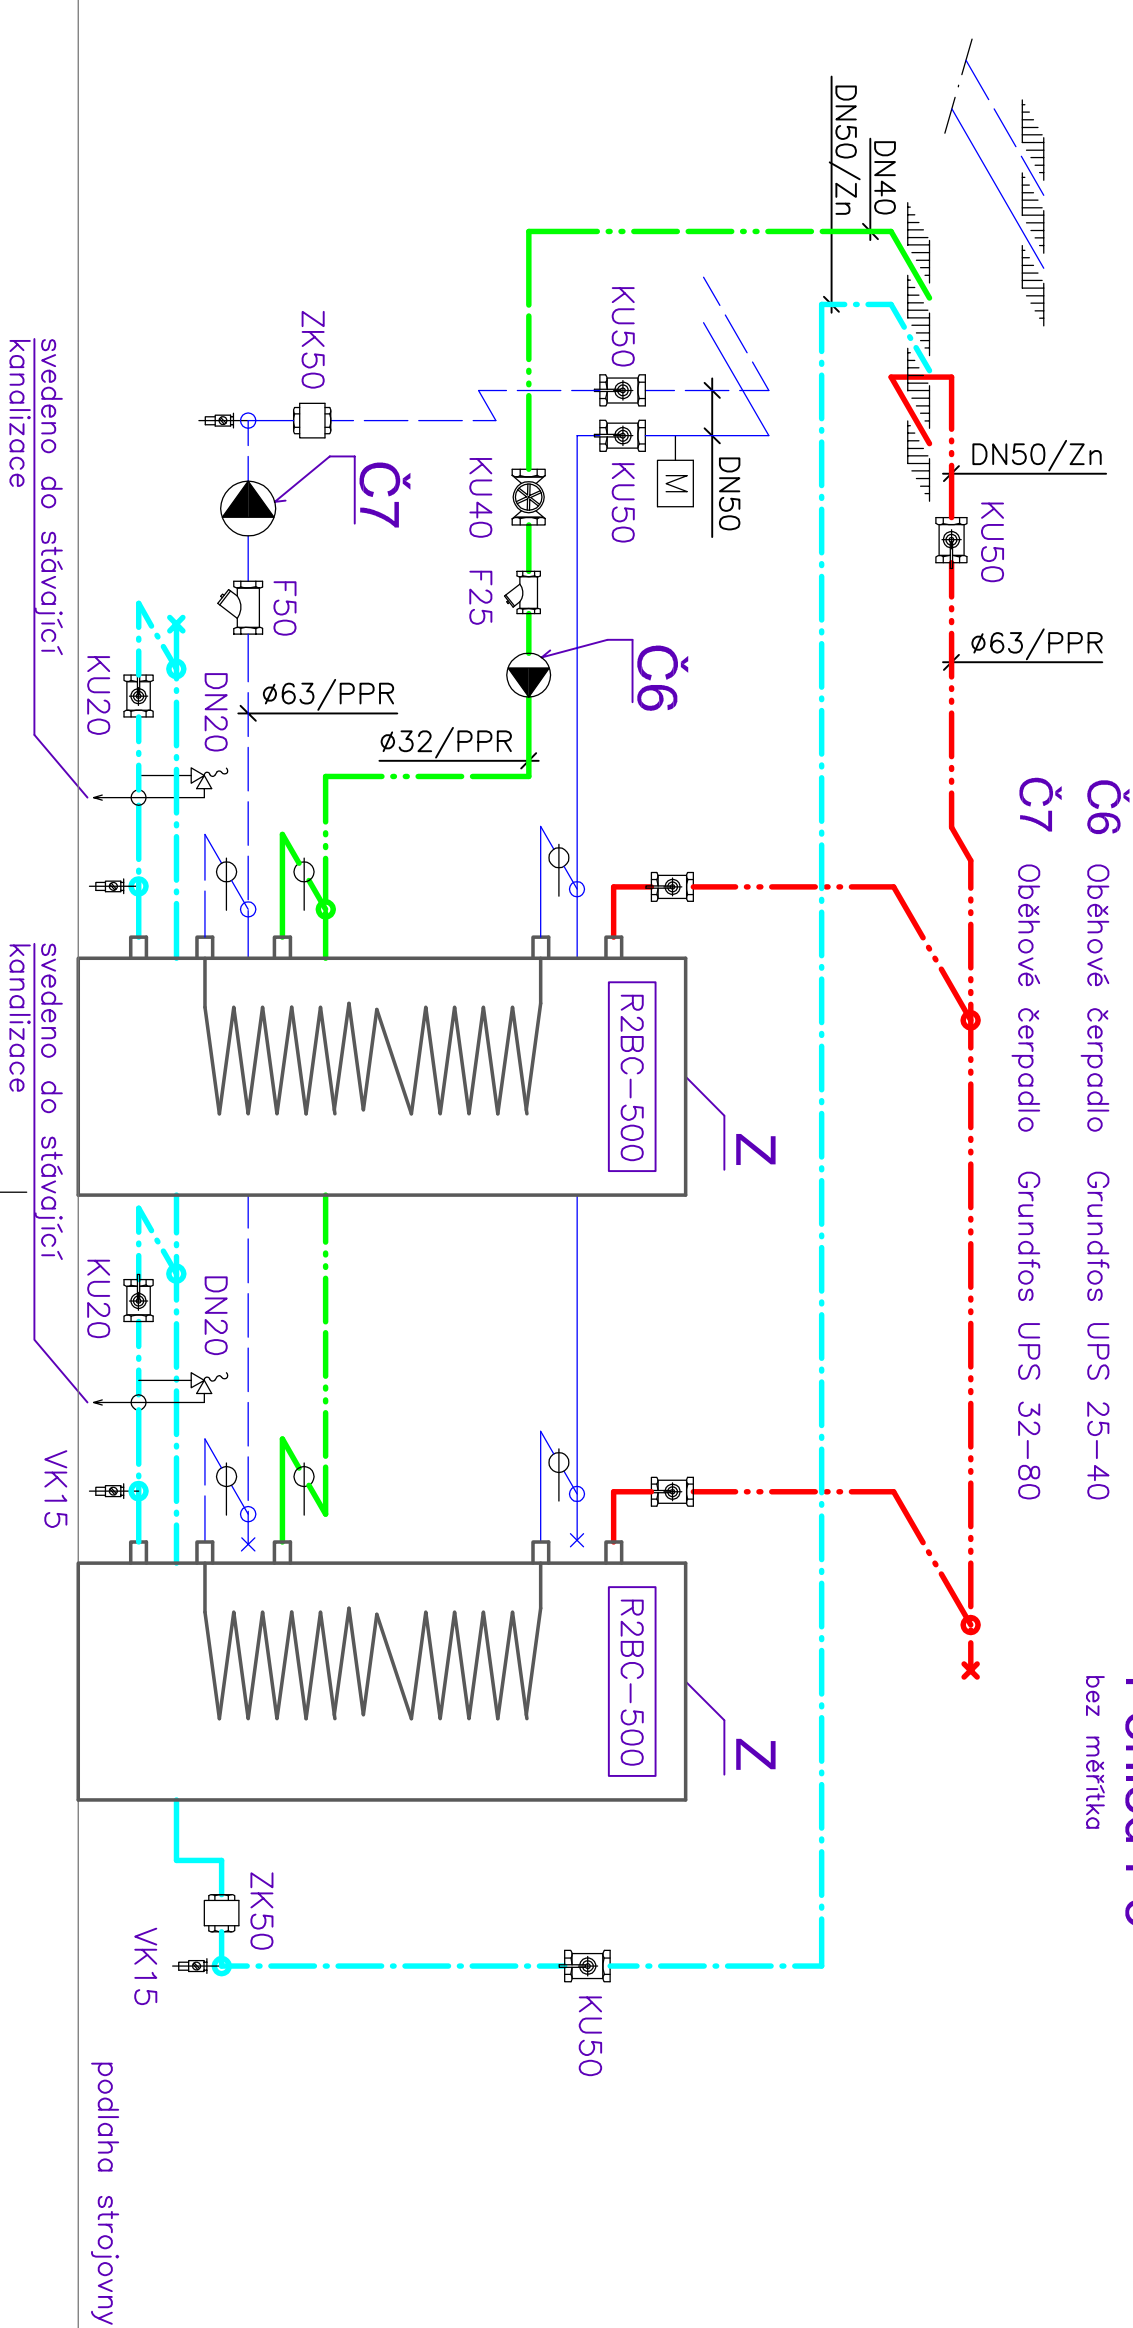 bez měřítka
Č6 Oběhové čerpadlo Grundfos UPS 25-40
Č7 Oběhové čerpadlo Grundfos UPS 32-80
DN50/Zn
ø63/PPR
KU50
DN40
DN50/Zn
KU50
KU50
DN50
M
Č6
KU40
F25
ø32/PPR
ZK50
Č7
F50
ø63/PPR
DN20
KU20
svedeno do stávající
kanalizace
Z
R2BC-500
DN20
KU20
svedeno do stávající
kanalizace
VK15
Z
R2BC-500
ZK50
VK15
KU50
podlaha strojovny